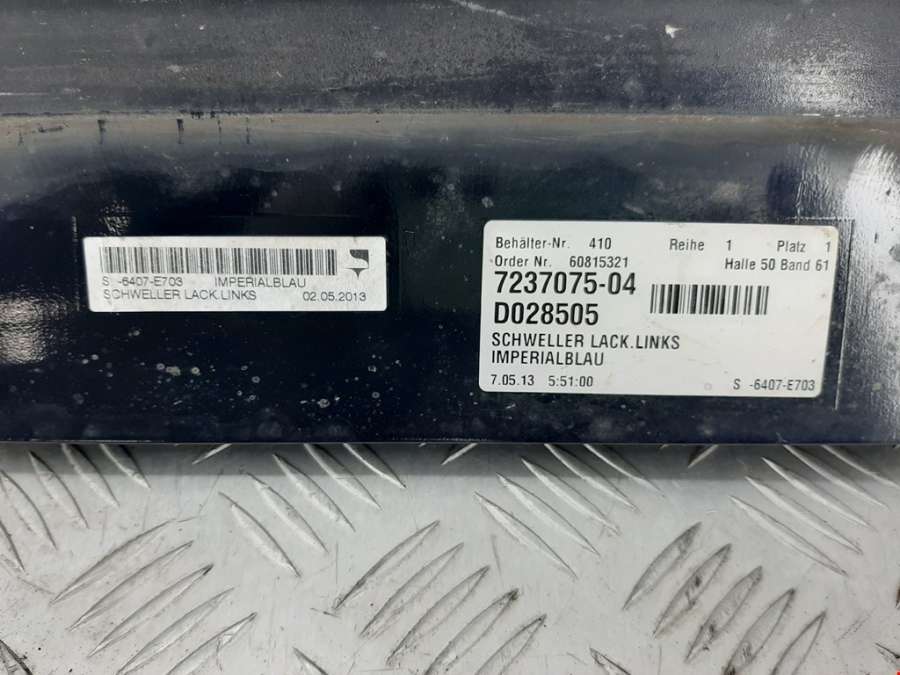 S -6407-E703 IMPERIALBLAU
SCHWELLER LACK.LINKS 02.05.2013
Behälter-Nr. 410 Reihe 1 Platz 1
Order Nr. 60815321 Halle 50 Band 61
7237075-04
D028505
SCHWELLER LACK.LINKS
IMPERIALBLAU
7.05.13 5:51:00 S -6407-E703